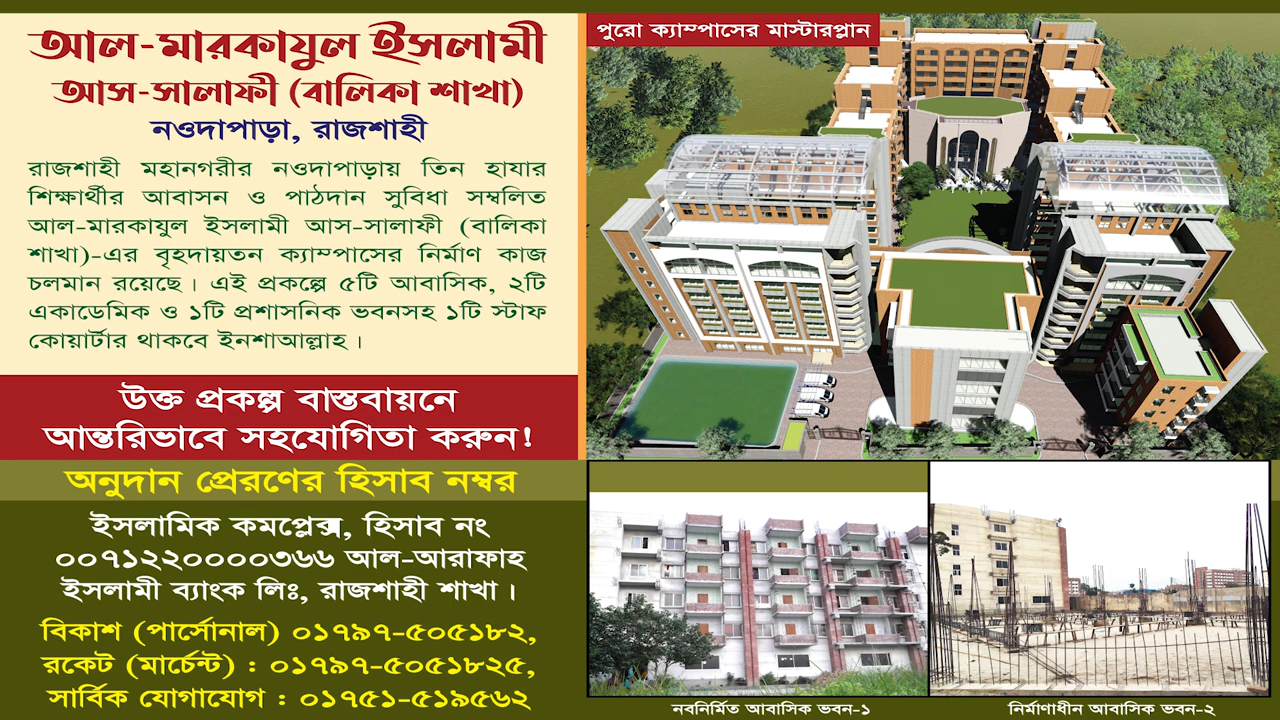 আল-মারকাযুল ইসলামী
আস-সালাফী (বালিকা শাখা)
নওদাপাড়া, রাজশাহী
রাজশাহী মহানগরীর নওদাপাড়ায় তিন হাযার
শিক্ষার্থীর আবাসন ও পাঠদান সুবিধা সম্বলিত
আল-মারকাযুল ইসলামী আস-সালাফী (বালিকা
শাখা)-এর বৃহদায়তন ক্যাম্পাসের নির্মাণ কাজ
চলমান রয়েছে। এই প্রকল্পে ৫টি আবাসিক, ২টি
একাডেমিক ও ১টি প্রশাসনিক ভবনসহ ১টি স্টাফ
কোয়ার্টার থাকবে ইনশাআল্লাহ।
উক্ত প্রকল্প বাস্তবায়নে
আন্তরিভাবে সহযোগিতা করুন!
অনুদান প্রেরণের হিসাব নম্বর
ইসলামিক কমপ্লেক্স, হিসাব নং
০০৭১২২০০০০৩৬৬ আল-আরাফাহ
ইসলামী ব্যাংক লিঃ, রাজশাহী শাখা।
বিকাশ (পার্সোনাল) ০১৭৯৭-৫০৫১৮২,
রকেট (মার্চেন্ট) : ০১৭৯৭-৫০৫১৮২৫,
সার্বিক যোগাযোগ : ০১৭৫১-৫১৯৫৬২
পুরো ক্যাম্পাসের মাস্টারপ্লান
নবনির্মিত আবাসিক ভবন-১
নির্মাণাধীন আবাসিক ভবন-২